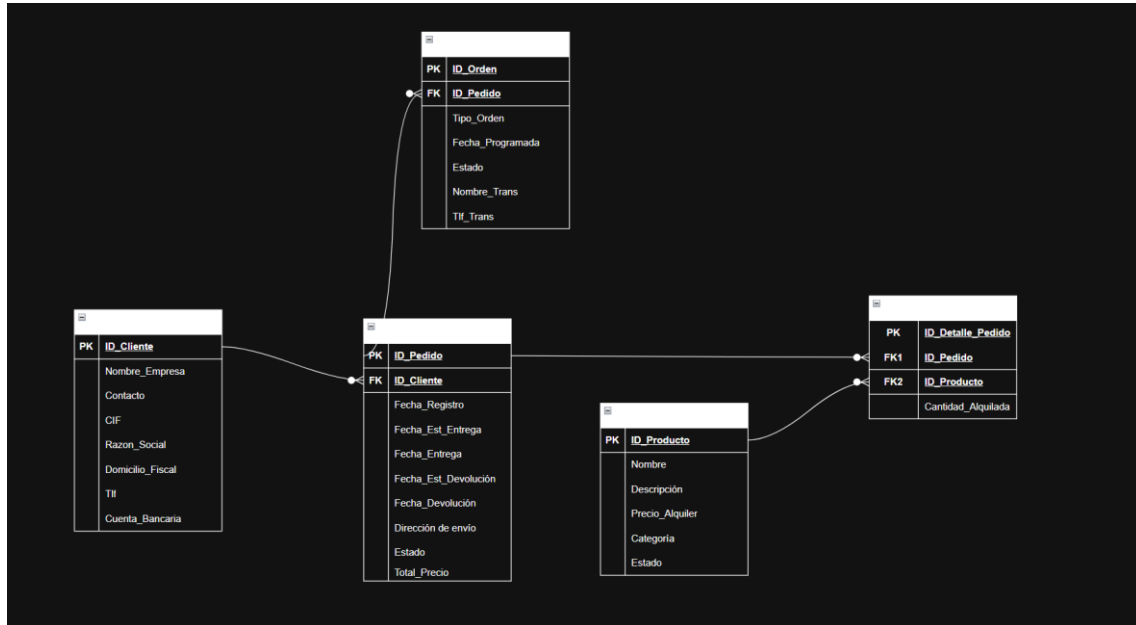 PK ID_Orden
FK ID_Pedido
Tipo_Orden
Fecha_Programada
Estado
Nombre_Trans
Tlf_Trans
PK ID_Cliente
Nombre_Empresa
Contacto
CIF
Razon_Social
Domicilio_Fiscal
Tlf
Cuenta_Bancaria
PK ID_Pedido
FK ID_Cliente
Fecha_Registro
Fecha_Est_Entrega
Fecha_Entrega
Fecha_Est_Devolución
Fecha_Devolución
Dirección de envío
Estado
Total_Precio
PK ID_Producto
Nombre
Descripción
Precio_Alquiler
Categoría
Estado
PK ID_Detalle_Pedido
FK1 ID_Pedido
FK2 ID_Producto
Cantidad_Alquilada